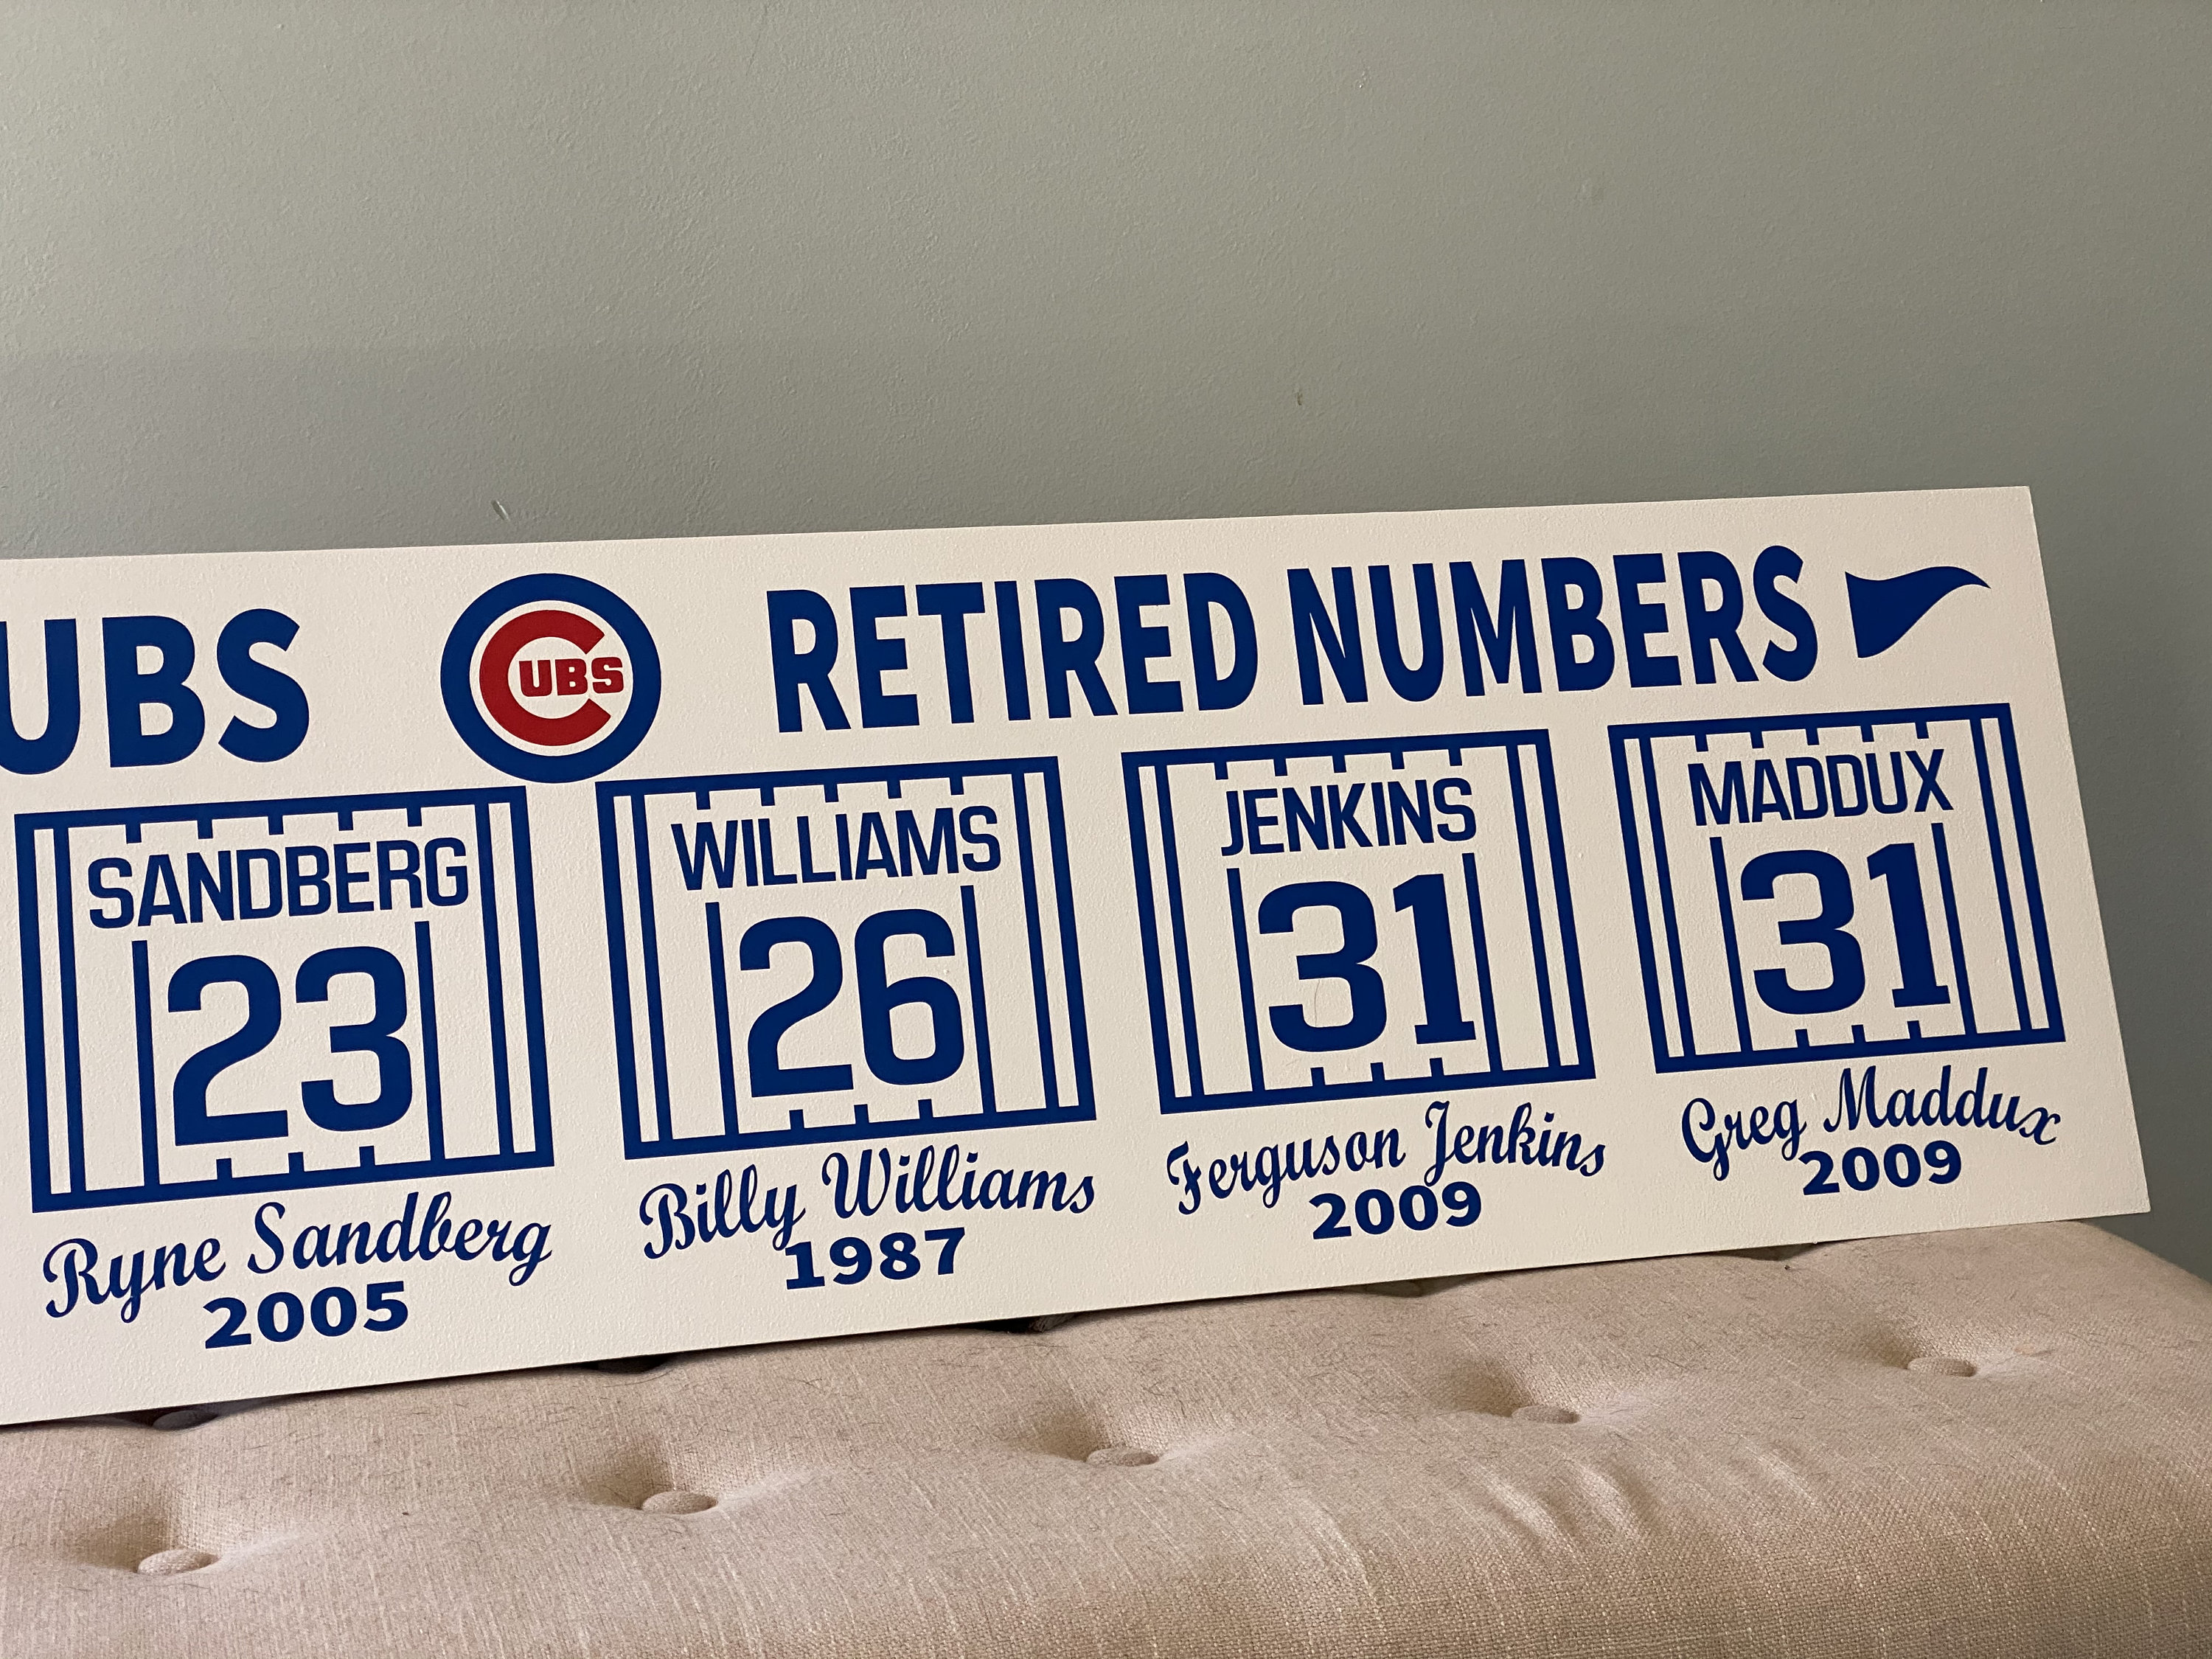 UBS CUBS RETIRED NUMBERS
SANDBERG
23
Ryne Sandberg
2005
WILLIAMS
26
Billy Williams
1987
JENKINS
31
Ferguson Jenkins
2009
MADDUX
31
Greg Maddux
2009